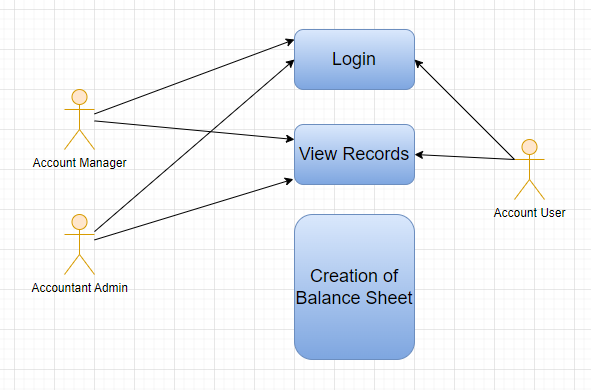 Login
Account Manager
View Records
Account User
Accountant Admin
Creation of
Balance Sheet